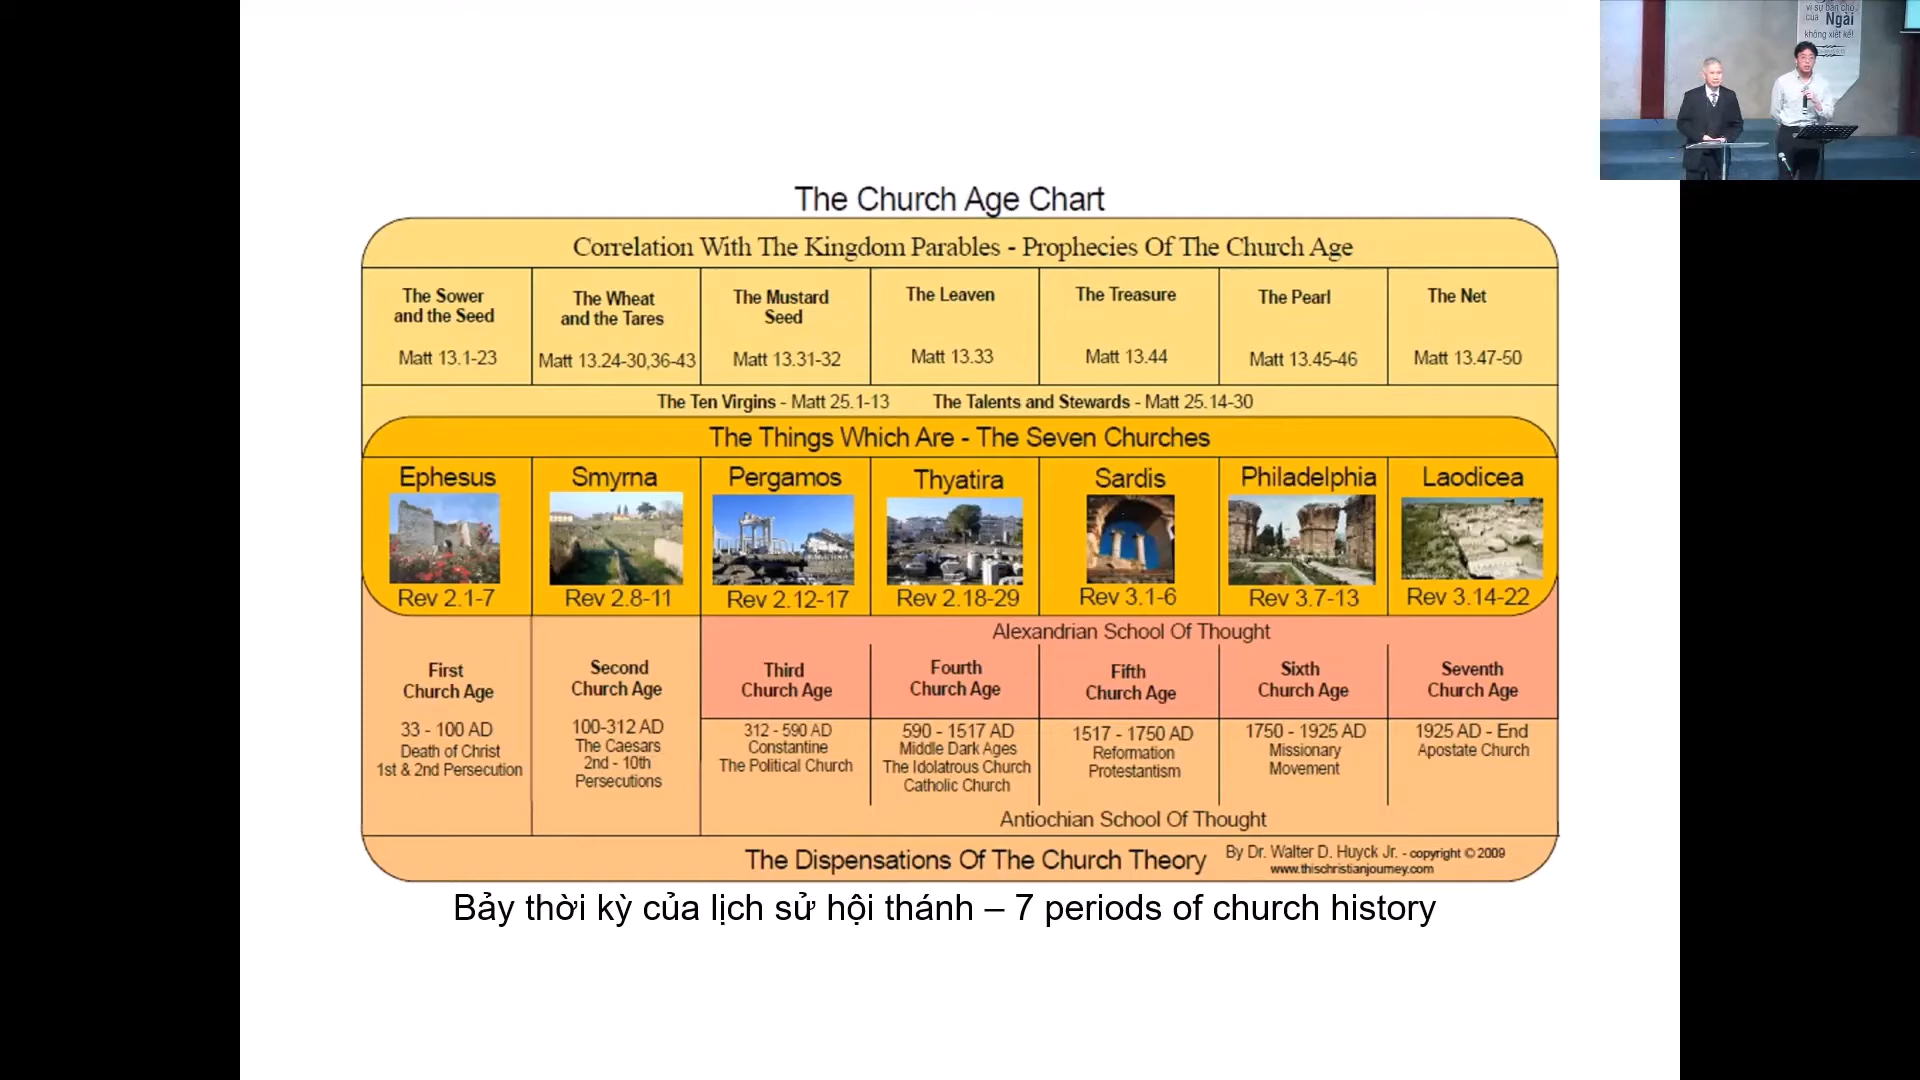 vì sự ban cho
của Ngài
không xiết kể!
The Church Age Chart
Correlation With The Kingdom Parables - Prophecies Of The Church Age
The Sower
and the Seed
Matt 13.1-23
The Wheat
and the Tares
Matt 13.24-30,36-43
The Mustard
Seed
Matt 13.31-32
The Leaven
Matt 13.33
The Treasure
Matt 13.44
The Pearl
Matt 13.45-46
The Net
Matt 13.47-50
The Ten Virgins - Matt 25.1-13 The Talents and Stewards - Matt 25.14-30
The Things Which Are - The Seven Churches
Ephesus
Rev 2.1-7
Smyrna
Rev 2.8-11
Pergamos
Rev 2.12-17
Thyatira
Rev 2.18-29
Sardis
Rev 3.1-6
Philadelphia
Rev 3.7-13
Laodicea
Rev 3.14-22
Alexandrian School Of Thought
First
Church Age
33 - 100 AD
Death of Christ
1st & 2nd Persecution
Second
Church Age
100-312 AD
The Caesars
2nd - 10th
Persecutions
Third
Church Age
312 - 590 AD
Constantine
The Political Church
Fourth
Church Age
590 - 1517 AD
Middle Dark Ages
The Idolatrous Church
Catholic Church
Fifth
Church Age
1517 - 1750 AD
Reformation
Protestantism
Sixth
Church Age
1750 - 1925 AD
Missionary
Movement
Seventh
Church Age
1925 AD - End
Apostate Church
Antiochian School Of Thought
The Dispensations Of The Church Theory
By Dr. Walter D. Huyck Jr. - copyright © 2009
www.thischristianjourney.com
Bảy thời kỳ của lịch sử hội thánh – 7 periods of church history